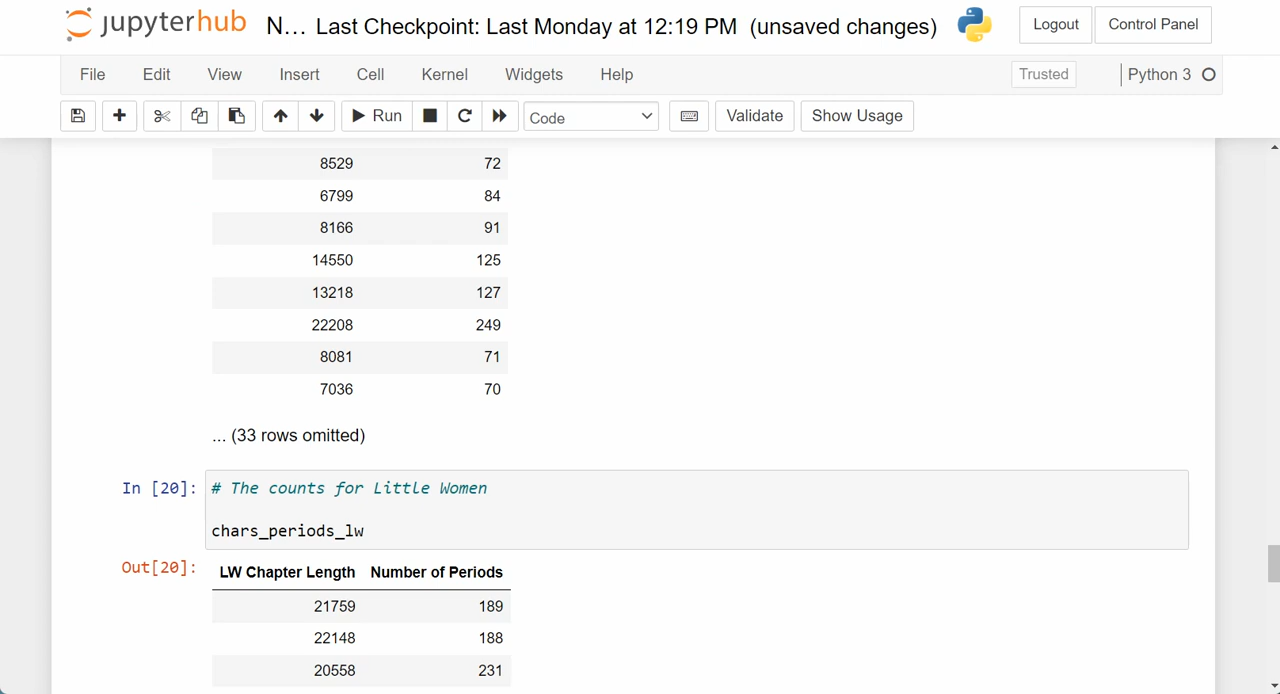 jupyterhub N... Last Checkpoint: Last Monday at 12:19 PM (unsaved changes) Logout Control Panel
File Edit View Insert Cell Kernel Widgets Help Trusted Python 3
Run Code Validate Show Usage
8529 72
6799 84
8166 91
14550 125
13218 127
22208 249
8081 71
7036 70
... (33 rows omitted)
In [20]: # The counts for Little Women
chars_periods_lw
Out[20]: LW Chapter Length Number of Periods
21759 189
22148 188
20558 231